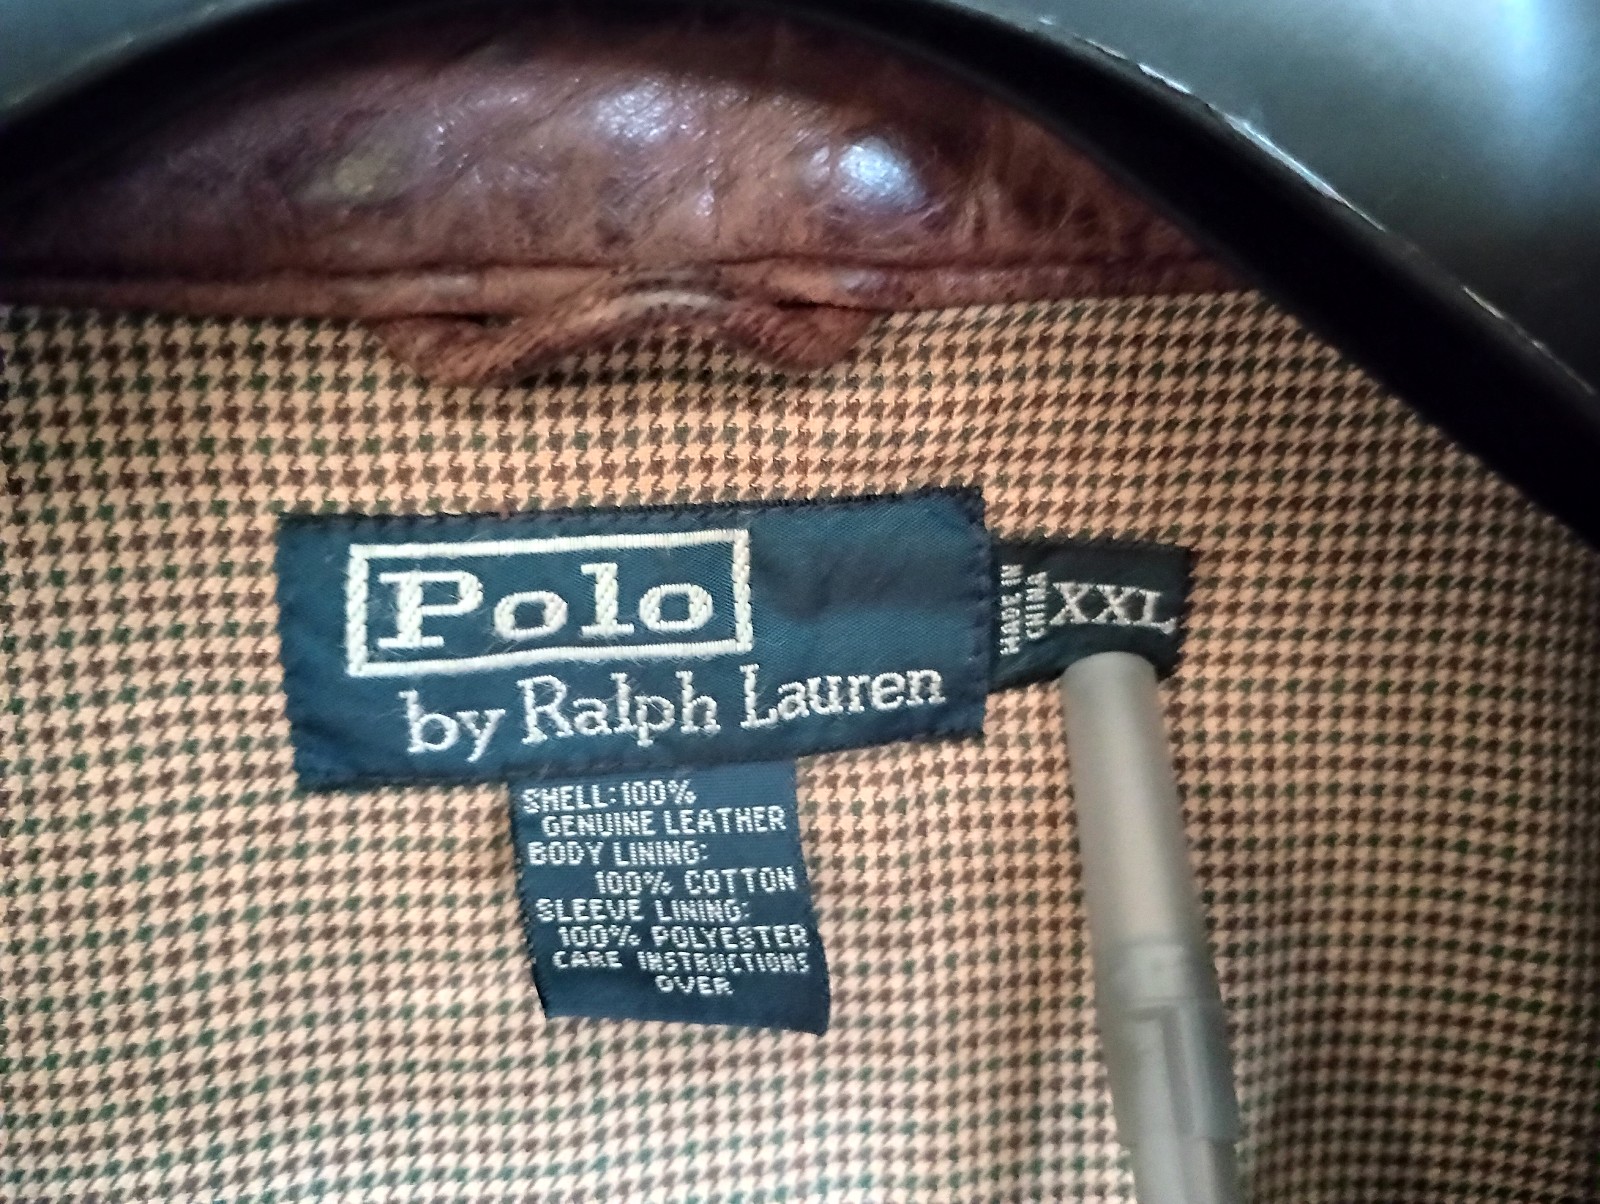 Polo
by Ralph Lauren
MADE IN
CHINA
XXL
SHELL: 100%
GENUINE LEATHER
BODY LINING:
100% COTTON
SLEEVE LINING:
100% POLYESTER
CARE INSTRUCTIONS
OVER